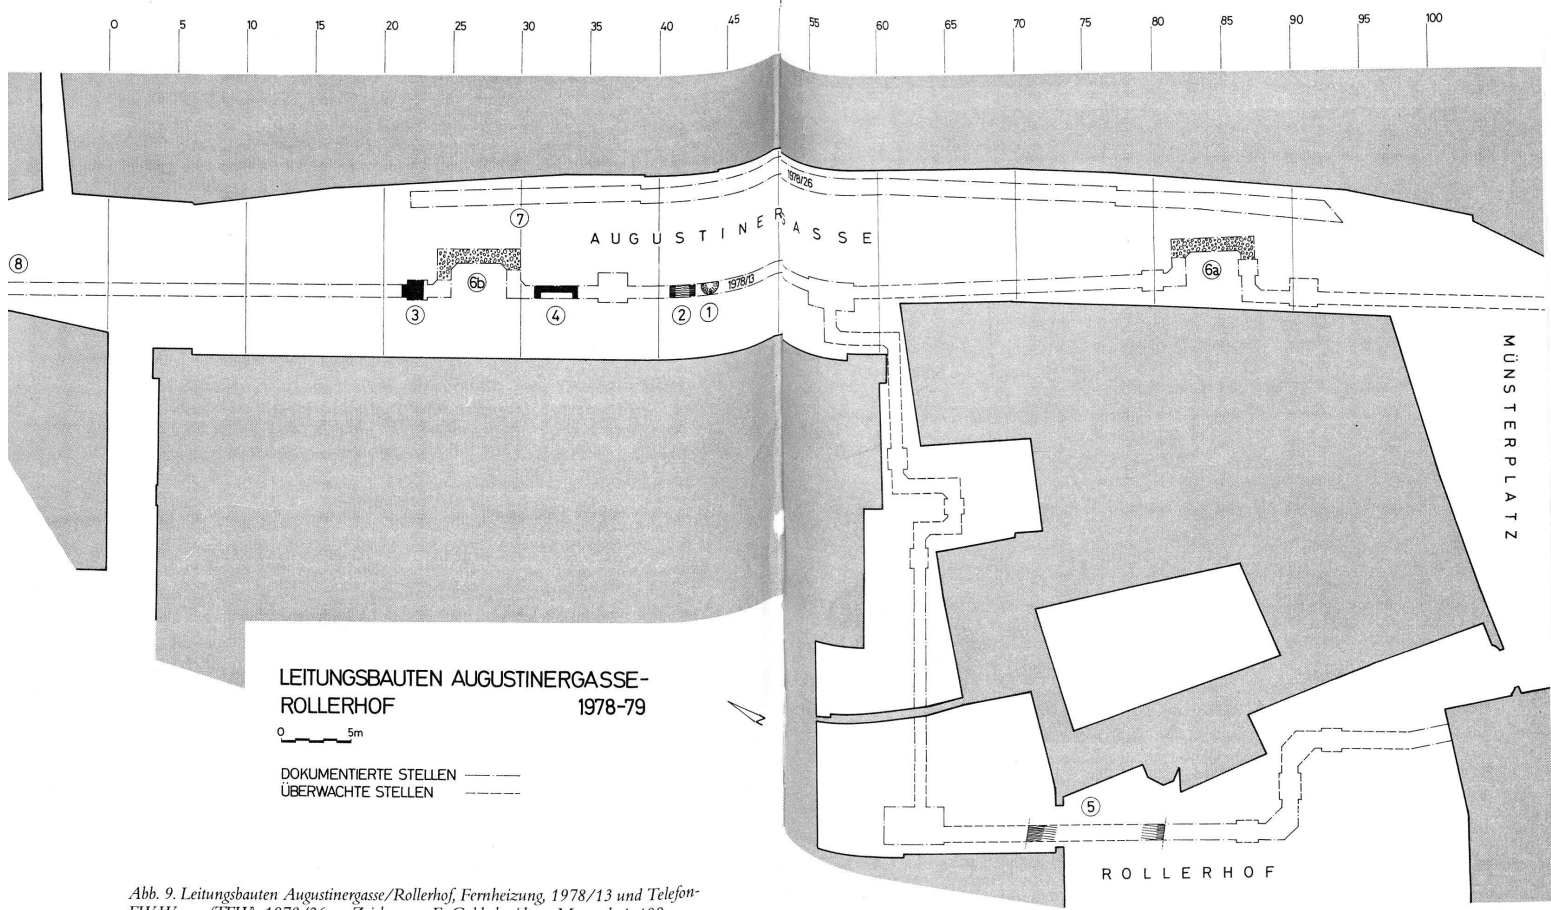 0 5 10 15 20 25 30 35 40 45 55 60 65 70 75 80 85 90 95 100
1978/26
7
AUGUSTINERGASSE
8
6b
6a
1978/13
3
4
2
1
MÜNSTERPLATZ
LEITUNGSBAUTEN AUGUSTINERGASSE-
ROLLERHOF 1978-79
0 5m
N
DOKUMENTIERTE STELLEN
ÜBERWACHTE STELLEN
5
ROLLERHOF
Abb. 9. Leitungsbauten Augustinergasse/Rollerhof, Fernheizung, 1978/13 und Telefon-
1978/26. – Zeichnung: